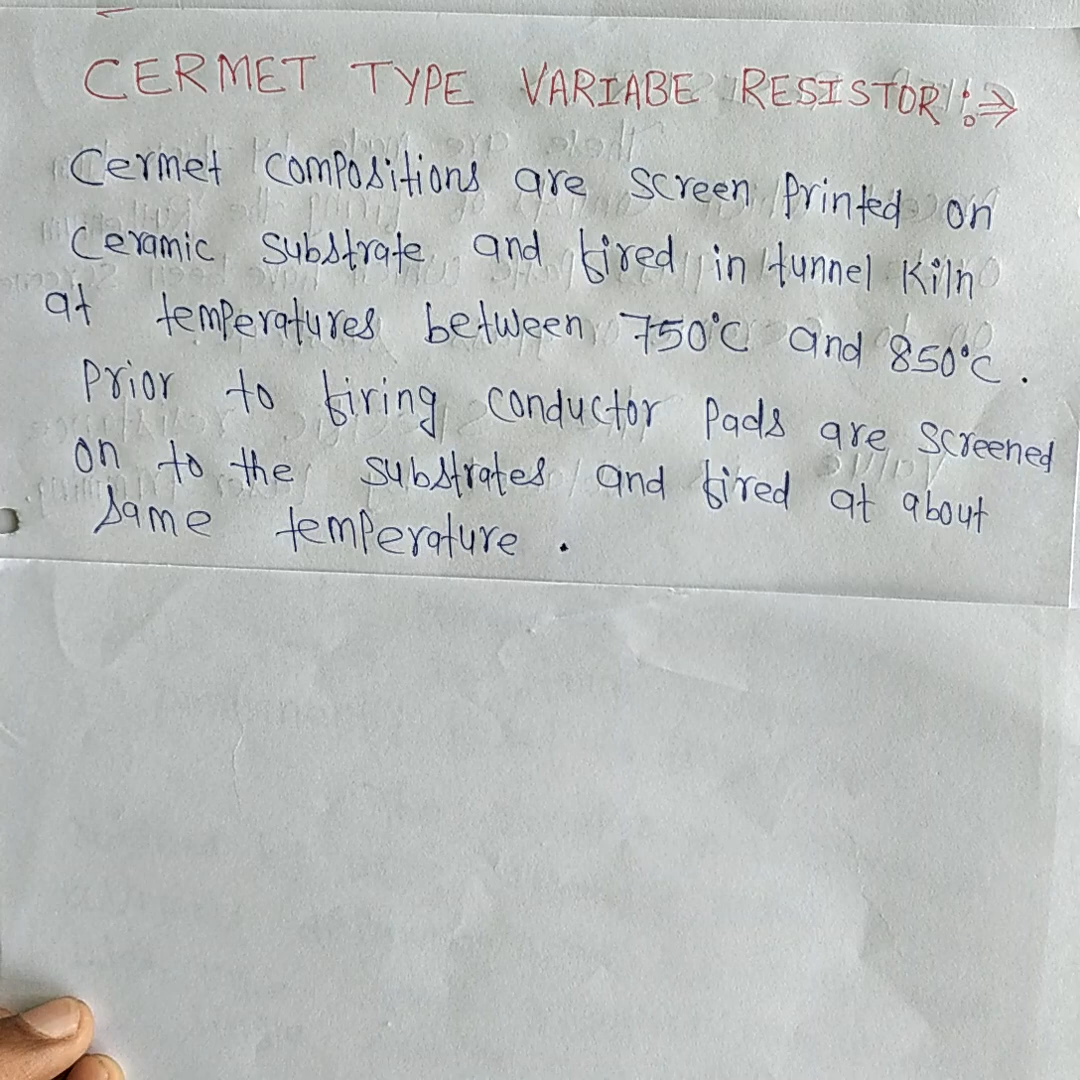 CERMET TYPE VARIABE RESISTOR :⇒
Cermet compositions are screen printed on
ceramic substrate and fired in tunnel kiln
at temperatures between 750°C and 850°C.
Prior to firing conductor pads are screened
on to the substrates and fired at about
same temperature.